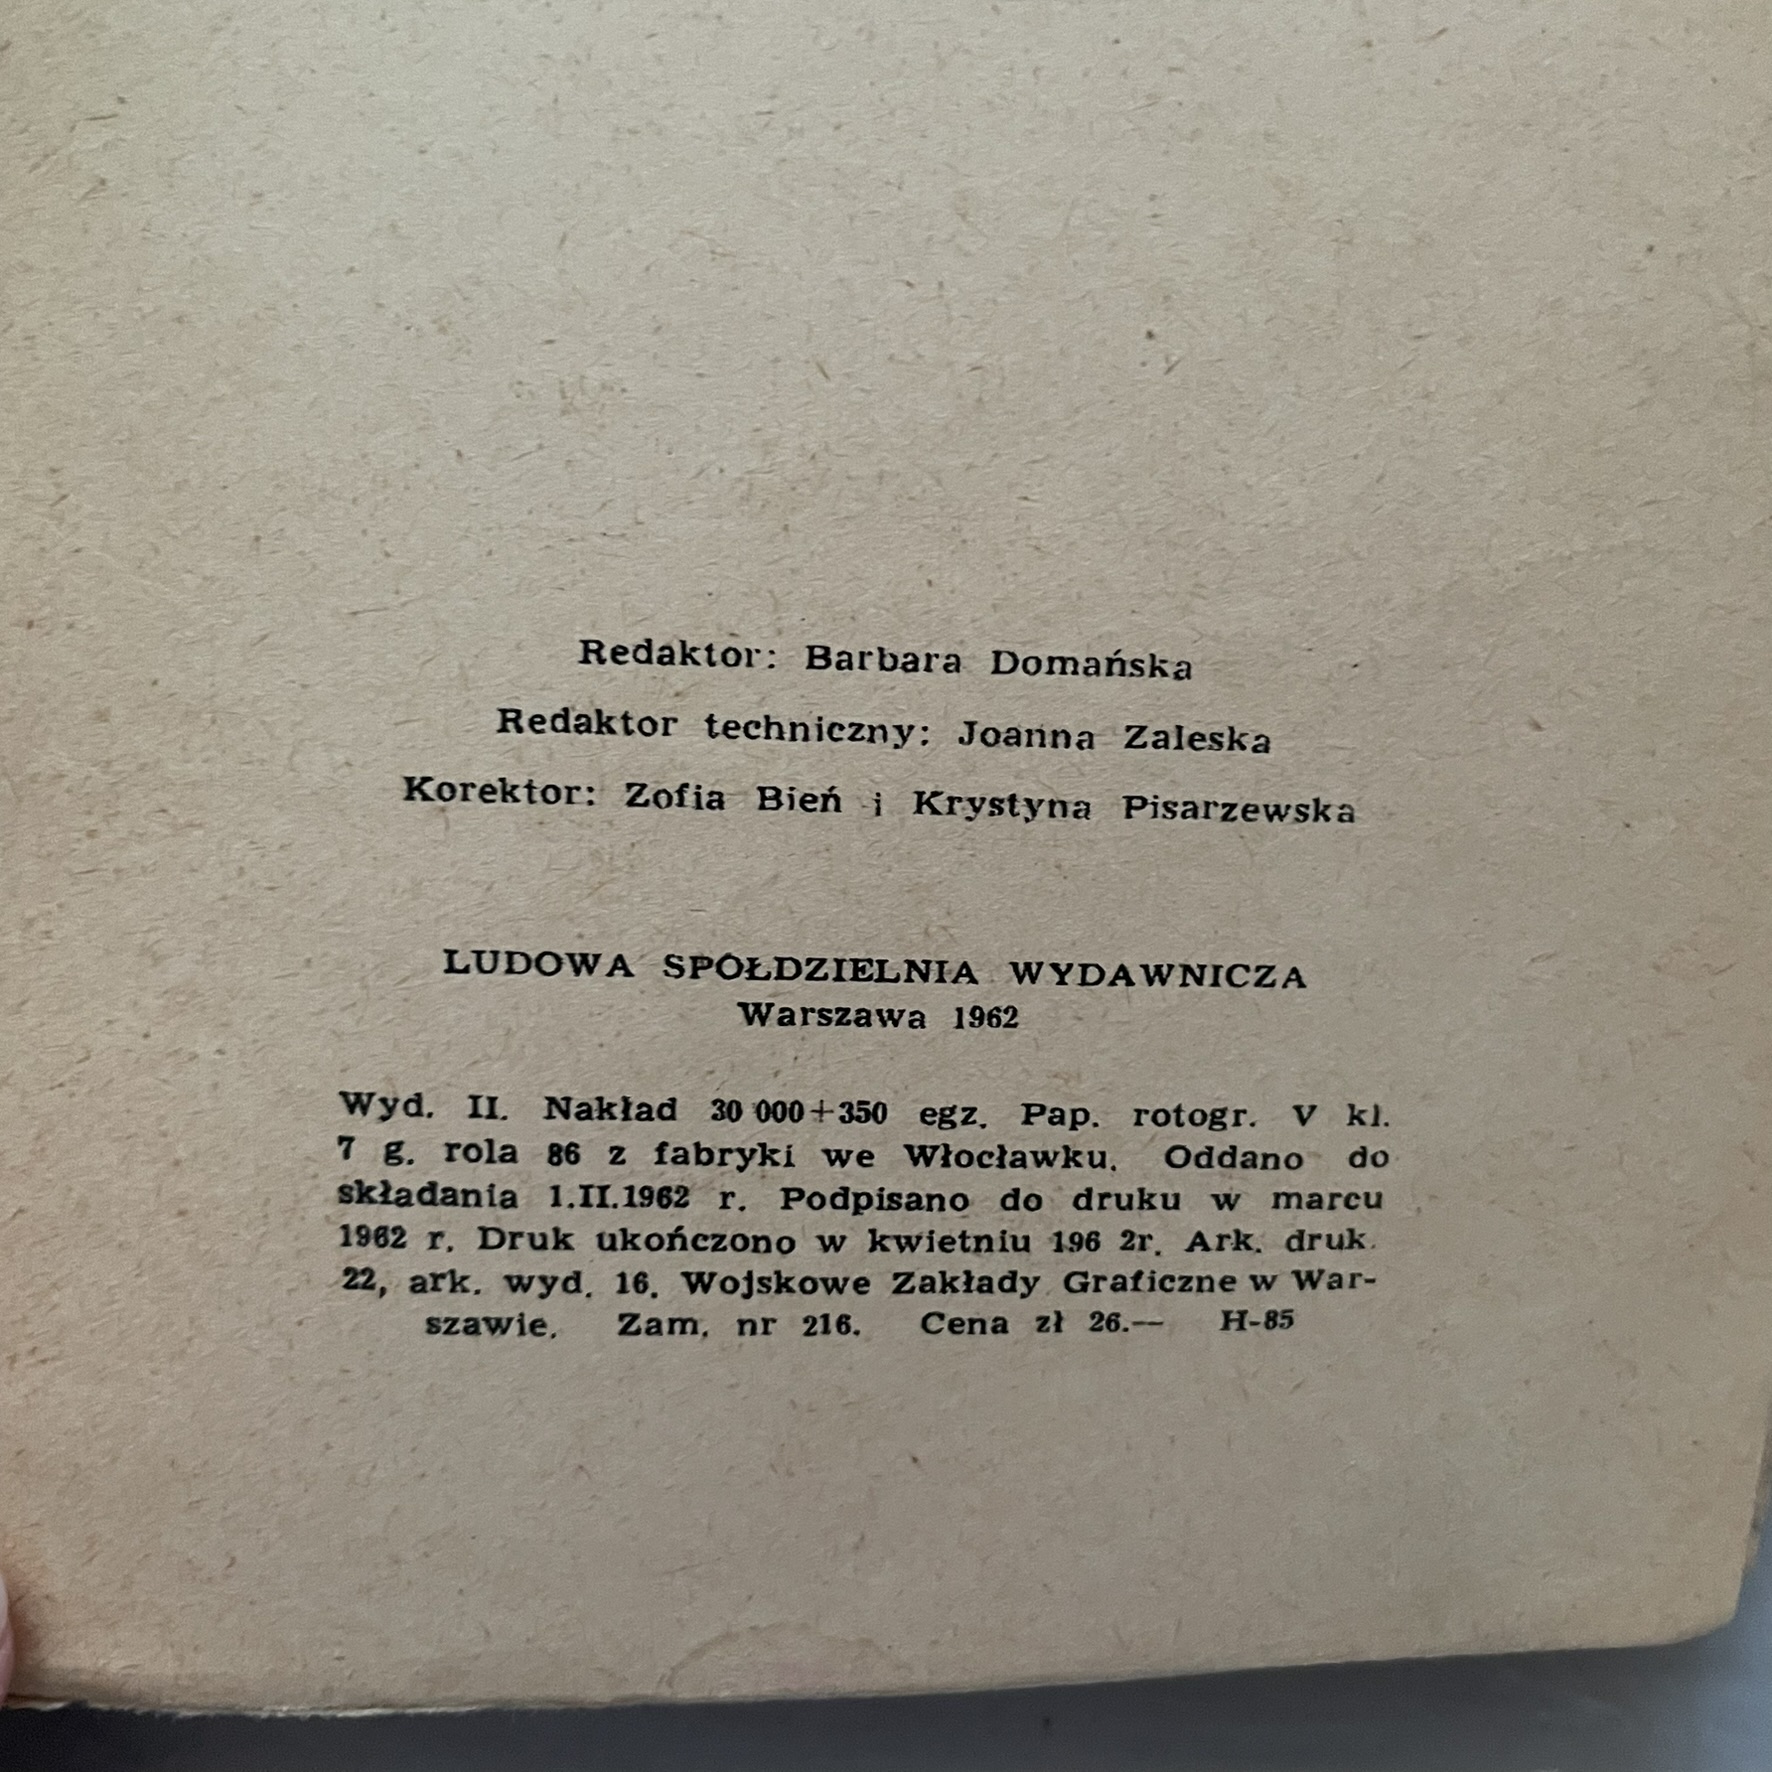 Redaktor: Barbara Domańska
Redaktor techniczny: Joanna Zaleska
Korektor: Zofia Bień i Krystyna Pisarzewska
LUDOWA SPÓŁDZIELNIA WYDAWNICZA
Warszawa 1962
Wyd. II. Nakład 30 000+350 egz. Pap. rotogr. V kl.
7 g. rola 86 z fabryki we Włocławku. Oddano do
składania 1.II.1962 r. Podpisano do druku w marcu
1962 r. Druk ukończono w kwietniu 196 2r. Ark. druk.
22, ark. wyd. 16. Wojskowe Zakłady Graficzne w War-
szawie. Zam. nr 216. Cena zł 26.— H-85